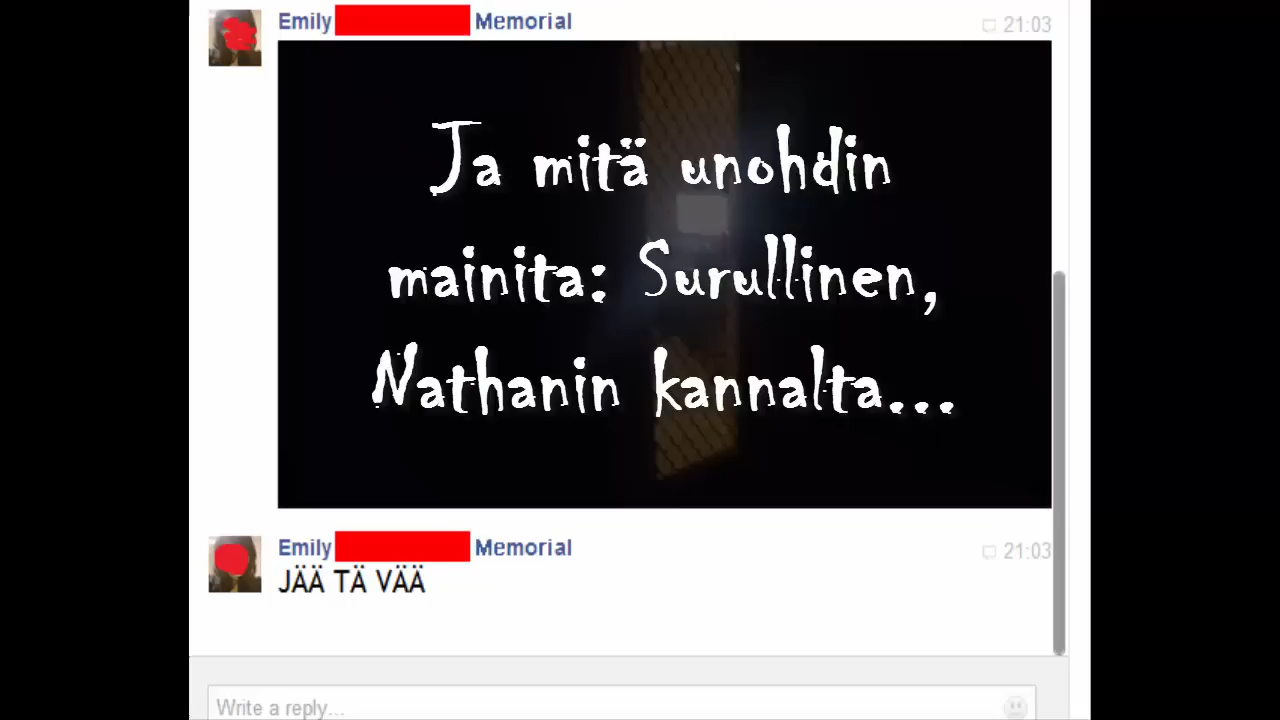 Emily Memorial 21:03
Ja mitä unohdin
mainita: Surullinen,
Nathanin kannalta...
Emily Memorial 21:03
JÄÄ TÄ VÄÄ
Write a reply...